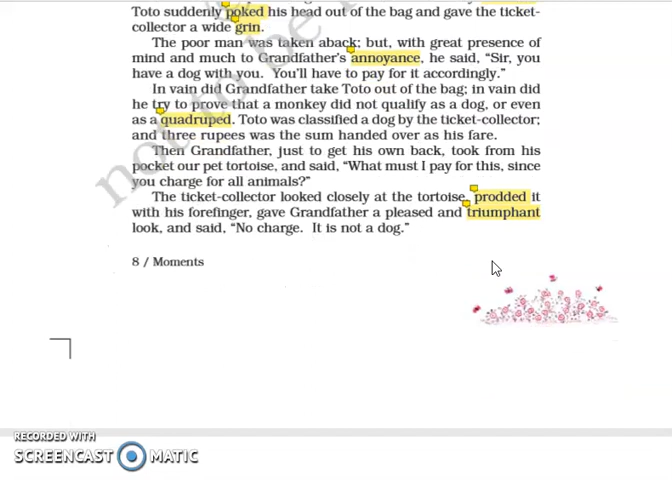 Toto suddenly poked his head out of the bag and gave the ticket-
collector a wide grin.
The poor man was taken aback; but, with great presence of
mind and much to Grandfather's annoyance, he said, “Sir, you
have a dog with you. You'll have to pay for it accordingly.”
In vain did Grandfather take Toto out of the bag; in vain did
he try to prove that a monkey did not qualify as a dog, or even
as a quadruped. Toto was classified a dog by the ticket-collector;
and three rupees was the sum handed over as his fare.
Then Grandfather, just to get his own back, took from his
pocket our pet tortoise, and said, “What must I pay for this, since
you charge for all animals?”
The ticket-collector looked closely at the tortoise, prodded it
with his forefinger, gave Grandfather a pleased and triumphant
look, and said, “No charge. It is not a dog.”
8 / Moments
not to be
RECORDED WITH
SCREENCAST MATIC